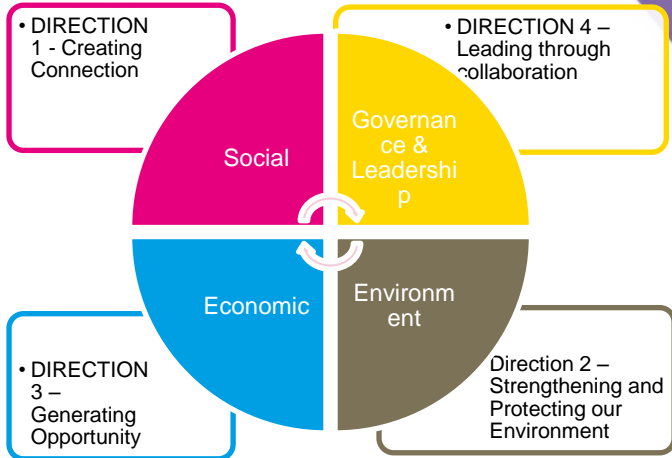 • DIRECTION
1 - Creating
Connection
• DIRECTION 4 –
Leading through
collaboration
Social
Governan
ce &
Leadershi
p
Economic
Environm
ent
• DIRECTION
3 –
Generating
Opportunity
Direction 2 –
Strengthening and
Protecting our
Environment